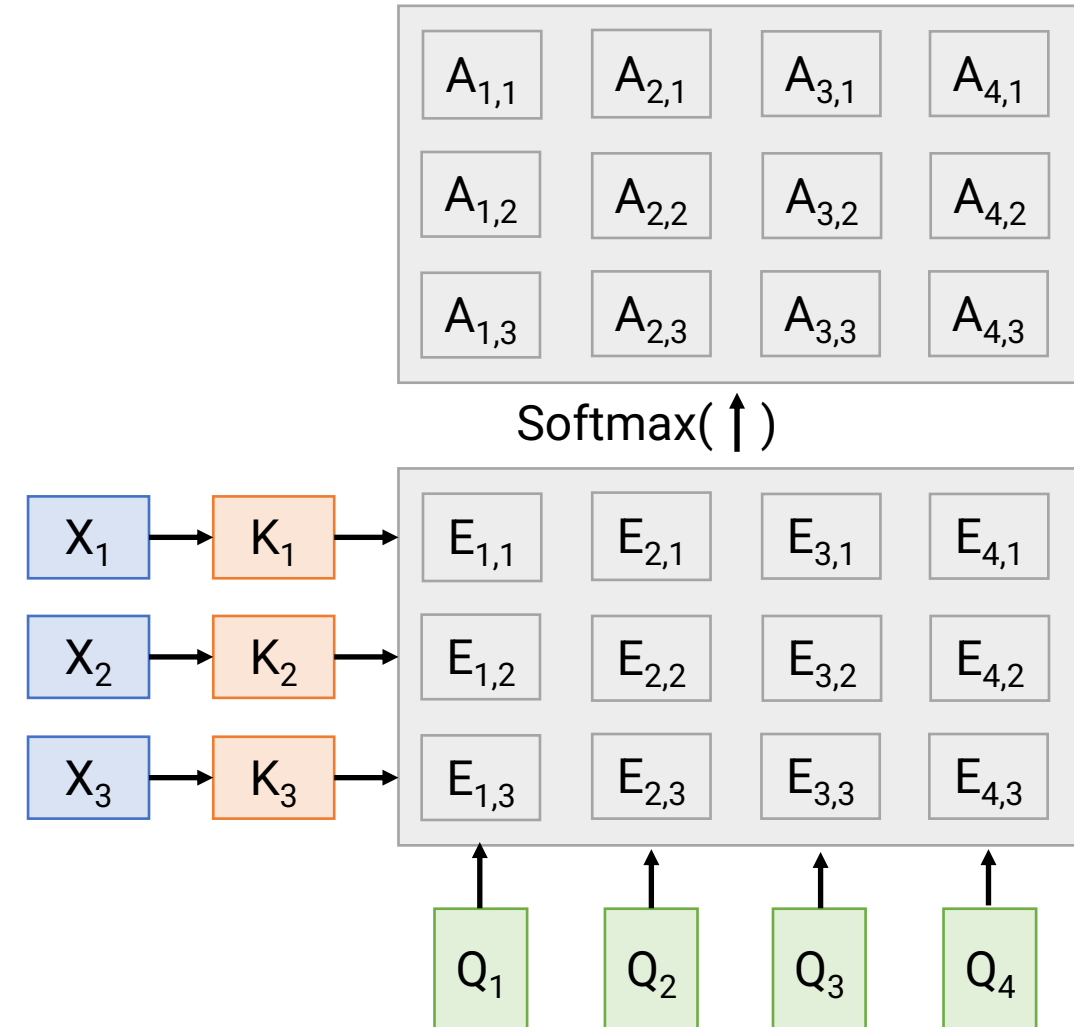 A1,1 A2,1 A3,1 A4,1
A1,2 A2,2 A3,2 A4,2
A1,3 A2,3 A3,3 A4,3
Softmax( ↑ )
X1 K1 E1,1 E2,1 E3,1 E4,1
X2 K2 E1,2 E2,2 E3,2 E4,2
X3 K3 E1,3 E2,3 E3,3 E4,3
Q1 Q2 Q3 Q4